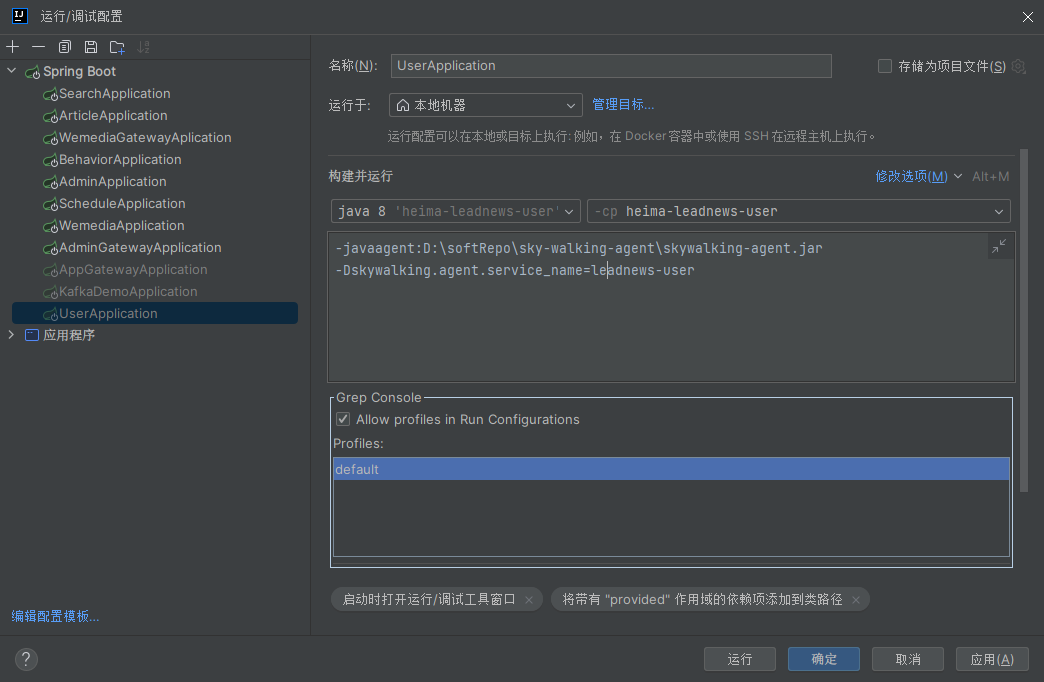 运行/调试配置
Spring Boot
SearchApplication
ArticleApplication
WemediaGatewayAplication
BehaviorApplication
AdminApplication
ScheduleApplication
WemediaApplication
AdminGatewayApplication
AppGatewayApplication
KafkaDemoApplication
UserApplication
应用程序
编辑配置模板...
名称(N): UserApplication 存储为项目文件(S)
运行于: 本地机器 管理目标...
运行配置可以在本地或目标上执行: 例如，在 Docker 容器中或使用 SSH 在远程主机上执行。
构建并运行 修改选项(M) Alt+M
java 8 'heima-leadnews-user' -cp heima-leadnews-user
-javaagent:D:\softRepo\sky-walking-agent\skywalking-agent.jar
-Dskywalking.agent.service_name=leadnews-user
Grep Console
Allow profiles in Run Configurations
Profiles:
default
启动时打开运行/调试工具窗口 × 将带有 "provided" 作用域的依赖项添加到类路径 ×
? 运行 确定 取消 应用(A)